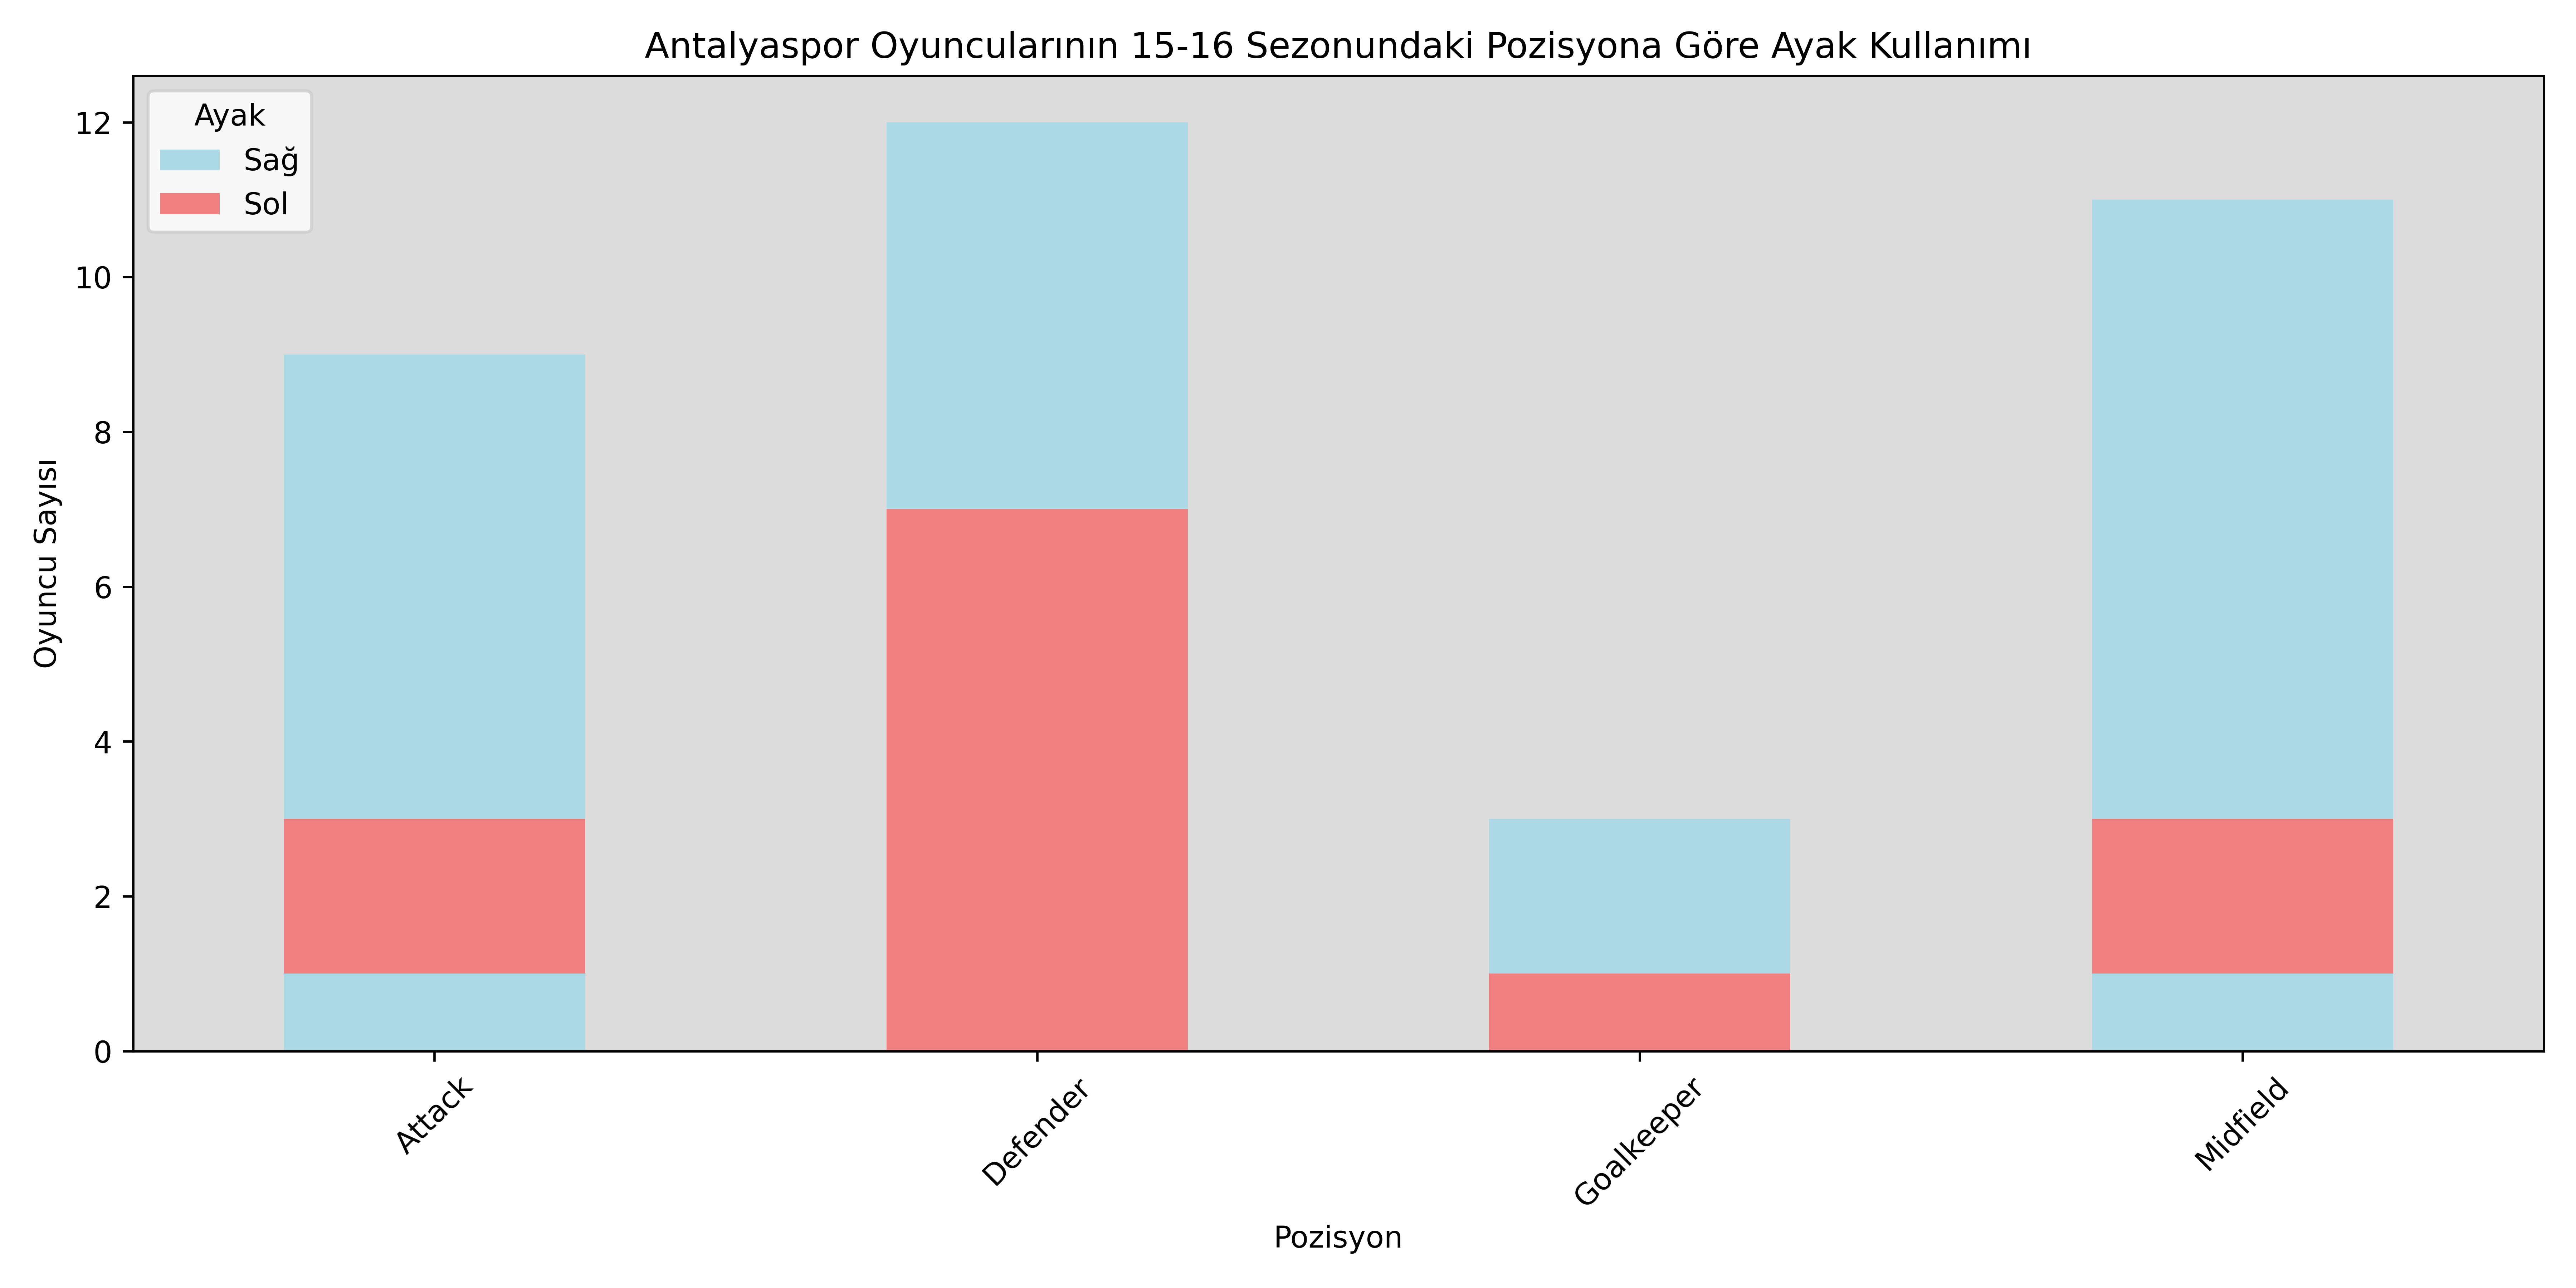 Antalyaspor Oyuncularının 15-16 Sezonundaki Pozisyona Göre Ayak Kullanımı
Ayak
Sağ
Sol
Oyuncu Sayısı
12
10
8
6
4
2
0
Attack
Defender
Goalkeeper
Midfield
Pozisyon